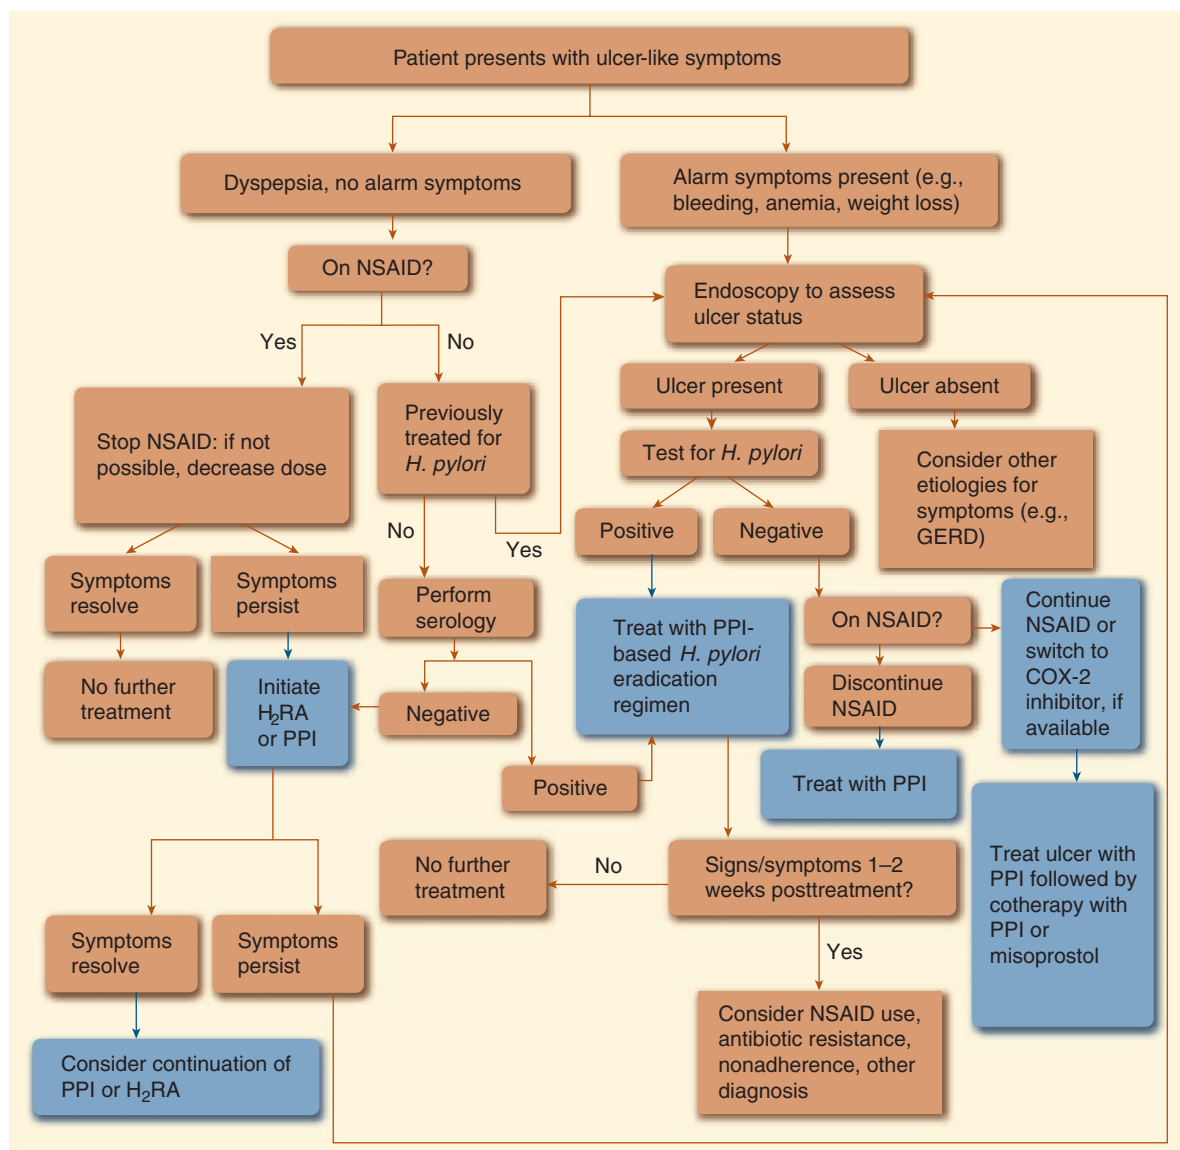 Patient presents with ulcer-like symptoms
Dyspepsia, no alarm symptoms
Alarm symptoms present (e.g.,
bleeding, anemia, weight loss)
On NSAID?
Endoscopy to assess
ulcer status
Yes
No
Ulcer present
Ulcer absent
Stop NSAID: if not
possible, decrease dose
Previously
treated for
H. pylori
Test for H. pylori
Consider other
etiologies for
symptoms (e.g.,
GERD)
No
Yes
Positive
Negative
Symptoms
resolve
Symptoms
persist
Perform
serology
Treat with PPI-
based H. pylori
eradication
regimen
On NSAID?
Continue
NSAID or
switch to
COX-2
inhibitor, if
available
No further
treatment
Initiate
H₂RA
or PPI
Negative
Discontinue
NSAID
Positive
Treat with PPI
No further
treatment
No
Signs/symptoms 1–2
weeks posttreatment?
Treat ulcer with
PPI followed by
cotherapy with
PPI or
misoprostol
Symptoms
resolve
Symptoms
persist
Yes
Consider NSAID use,
antibiotic resistance,
nonadherence, other
diagnosis
Consider continuation of
PPI or H₂RA